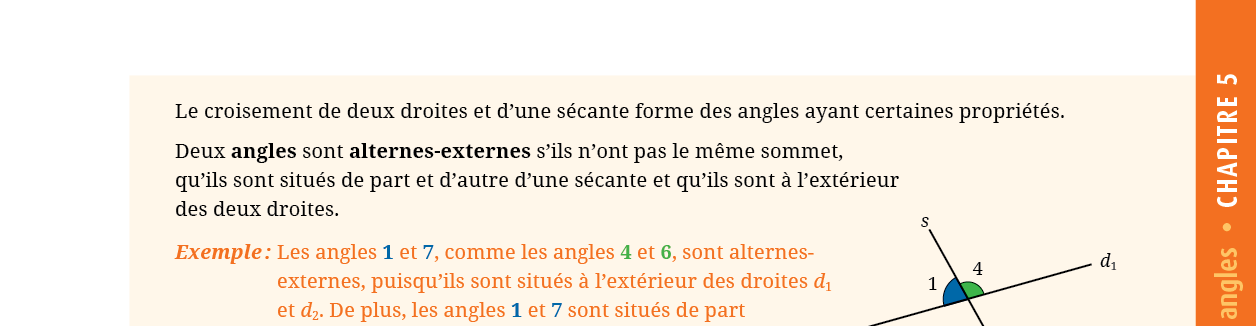 Le croisement de deux droites et d’une sécante forme des angles ayant certaines propriétés.
Deux angles sont alternes-externes s’ils n’ont pas le même sommet,
qu’ils sont situés de part et d’autre d’une sécante et qu’ils sont à l’extérieur
des deux droites.
Exemple : Les angles 1 et 7, comme les angles 4 et 6, sont alternes-
externes, puisqu’ils sont situés à l’extérieur des droites d₁
et d₂. De plus, les angles 1 et 7 sont situés de part
s
d₁
4
1
angles • CHAPITRE 5